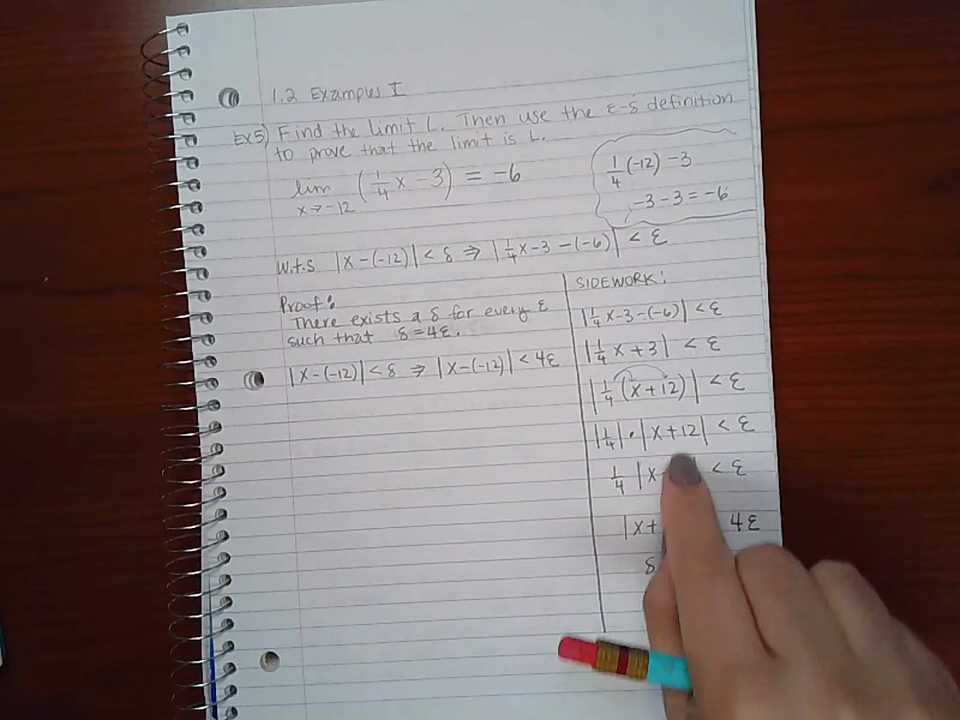 1.2 Examples I
Ex5) Find the limit L. Then use the ε-δ definition
to prove that the limit is L.
lim (1/4 x - 3) = -6
x→-12
1/4 (-12) - 3
-3 - 3 = -6
W.t.s |x-(-12)| < δ ⇒ |1/4 x - 3 - (-6)| < ε
Proof:
There exists a δ for every ε
such that δ = 4ε.
|x-(-12)| < δ ⇒ |x-(-12)| < 4ε
SIDEWORK:
|1/4 x - 3 - (-6)| < ε
|1/4 x + 3| < ε
|1/4 (x + 12)| < ε
|1/4| · |x + 12| < ε
1/4 |x | < ε
|x+ 4ε
δ